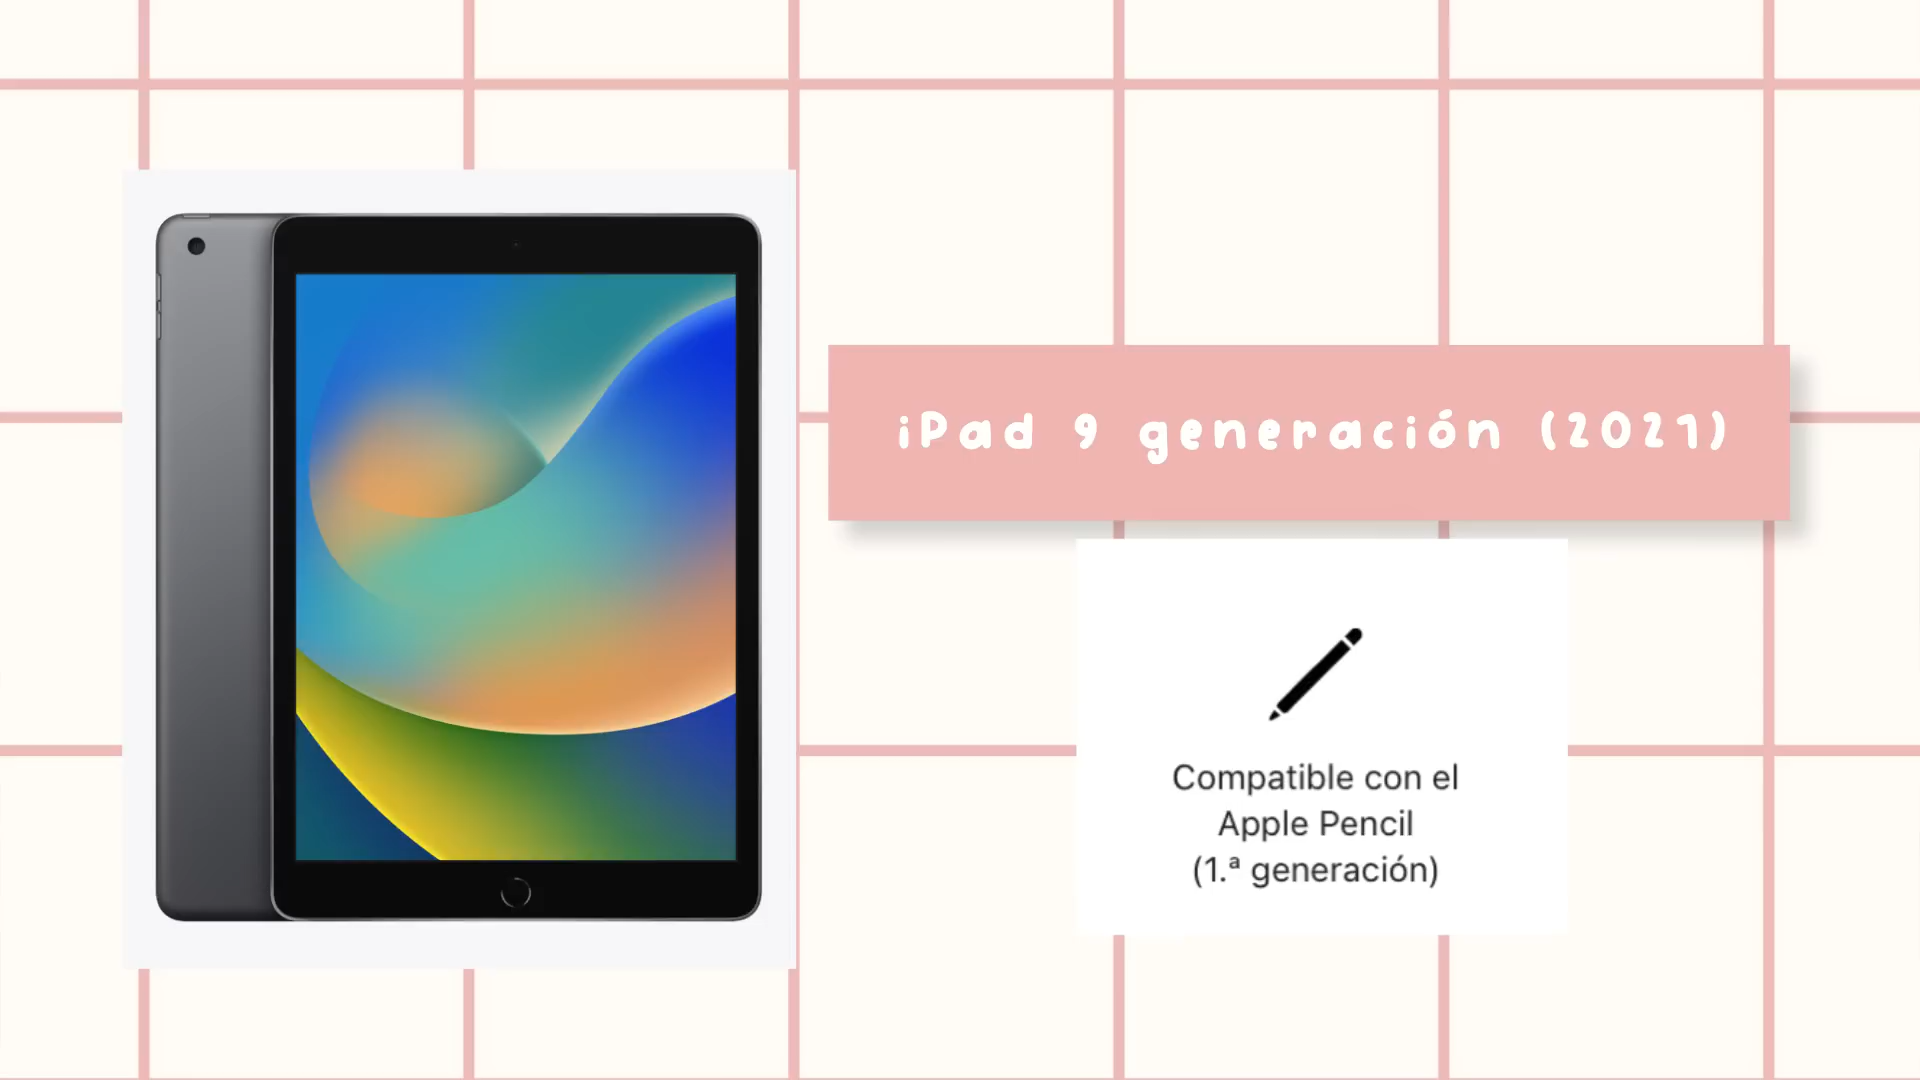 iPad 9 generación (2021)
Compatible con el
Apple Pencil
(1.ª generación)